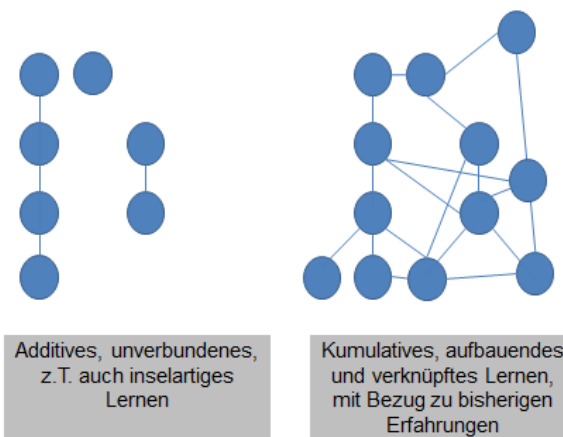 Additives, unverbundenes,
z.T. auch inselartiges
Lernen
Kumulatives, aufbauendes
und verknüpftes Lernen,
mit Bezug zu bisherigen
Erfahrungen